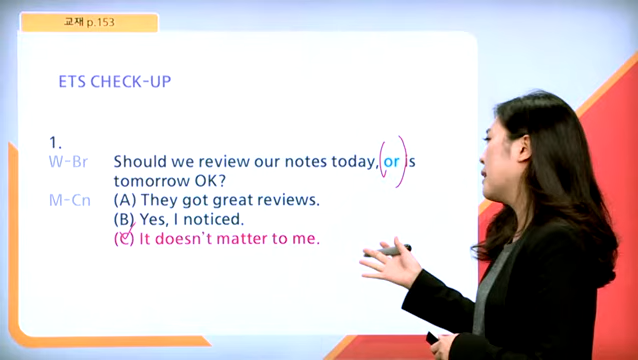 교재 p.153
ETS CHECK-UP
1.
W-Br Should we review our notes today, or is
tomorrow OK?
M-Cn (A) They got great reviews.
(B) Yes, I noticed.
(C) It doesn't matter to me.